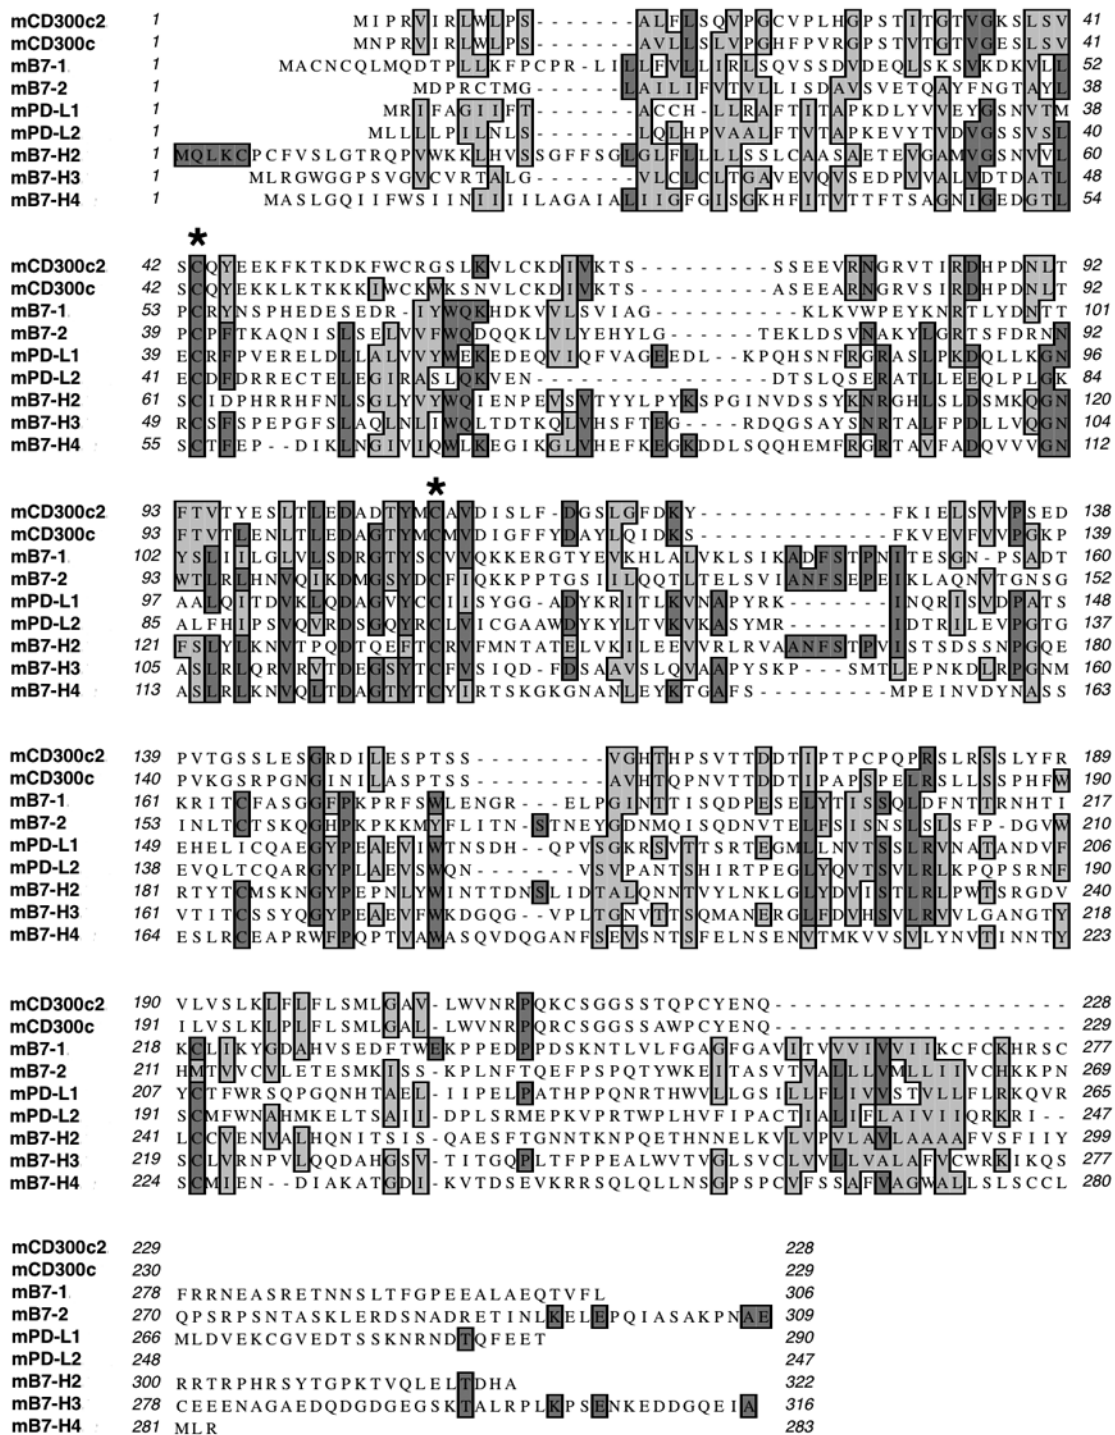 mCD300c2 1 MIPRVIRLWLPS-------ALFLSQVPGCVPLHGPSTITGTVGKSLSV 41
mCD300c 1 MNPRVIRLWLPS-------AVLLSLVPGHFPVRGPSTVTGTVGESLSV 41
mB7-1 1 MACNCQLMQDTPLLKFPCPR-LILLFVLLIRLSQVSSDVDEQLSKSVKDKVLL 52
mB7-2 1 MDPRCTMG-------LAILIFVTVLLISDAVSVETQAYFNGTAYL 38
mPD-L1 1 MRIFAGIIFT-------ACCH-LLRAFTITAPKDLYVVEYGSNVTM 38
mPD-L2 1 MLLLLPILNLS-------LQLHPVAALFTVTAPKEVYTVDVGSSVSL 40
mB7-H2 1 MQLKCPCFVSLGTRQPVWKKLHVSSGFFSGLGLFLLLLSSLCAASAETEVGAMVGSNVVL 60
mB7-H3 1 MLRGWGGPSVGVCVRTALG-------VLCLCLTGAVEVQVSEDPVVALVDTDATL 48
mB7-H4 1 MASLGQIIFWSIINIIIILAGAIALIIGFGISGKHFITVTTFTSAGNIGEDGTL 54
*
mCD300c2 42 SCQYEEKFKTKDKFWCRGSLKVLCKDIVKTS----------SSEEVRNGRVTIRDHPDNLT 92
mCD300c 42 SCQYEKKLKTKKKIWCKWKSNVLCKDIVKTS----------ASEEARNGRVSIRDHPDNLT 92
mB7-1 53 PCRYNSPHEDESEDR-IYWQKHDKVVLSVIAG----------KLKVWPEYKNRTLYDNTT 101
mB7-2 39 PCPFTKAQNISLSELVVFWQDQQKLVLYEHYLG---------TEKLDSVNAKYLGRTSFDRNN 92
mPD-L1 39 ECRFPVERELDLLALVVYWEKEDEQVIQFVAGEEDL--KPQHSNFRGRASLPKDQLLKGN 96
mPD-L2 41 ECDFDRRECTELEGIRASLQKVEN----------------DTSLQSERATLLEEQLPLGK 84
mB7-H2 61 SCIDPHRRHFNLSGLYVYWQIENPEVSVTYYLPYKSPGINVDSSYKNRGHLSLDSMKQGN 120
mB7-H3 49 RCSFSPEPGFSLAQLNLIWQLTDTKQLVHSFTEG----RDQGSAYSNRTALFPDLLVQGN 104
mB7-H4 55 SCTFEP--DIKLNGIVIQWLKEGIKGLVHEFKEGKDDLSQQHEMFRGRTAVFADQVVVGN 112
*
mCD300c2 93 FTVTYESLTLEDADTYMCAVDISLF-DGSLGFDKY-------------FKIELSVVPSED 138
mCD300c 93 FTVTLENLTLEDAGTYMCMVDIGFFYDAYLQIDKS-------------FKVEVFVVPGKP 139
mB7-1 102 YSLIILGLVLSDRGTYSCVVQKKERGTYEVKHLALVKLSIKADFSTPNITESGN-PSADT 160
mB7-2 93 WTLRLHNVQIKDMGSYDCFIQKKPPTGSIILQQTLTELSVIANFSEPEIKLAQNVTGNSG 152
mPD-L1 97 AALQITDVKLQDAGVYCCIISYGG-ADYKRITLKVNAPYRK-------INQRISVDPATS 148
mPD-L2 85 ALFHIPSVQVRDSGQYRCLVICGAAWDYKYLTVKVKASYMR-------IDTRILEVPGTG 137
mB7-H2 121 FSLYLKNVTPQDTQEFTCRVFMNTATELVKILEEVVRLRVAANFSTPVISTSDSSNPGQE 180
mB7-H3 105 ASLRLQRVRVTDEGSYTCFVSIQD-FDSAAVSLQVAAPYSKP---SMTLEPNKDLRPGNM 160
mB7-H4 113 ASLRLKNVQLTDAGTYTCYIRTSKGKGNANLEYKTGAFS---------MPEINVDYNASS 163
mCD300c2 139 PVTGSSLESGRDILESPTSS---------VGHTHPSVTTDDTIPTPCPQPRSLRSSLYFR 189
mCD300c 140 PVKGSRPGNGINILASPTSS---------AVHTQPNVTTDDTIPAPSPELRSLLSSPHFW 190
mB7-1 161 KRITCFASGGFPKPRFSWLENGR---ELPGINTTISQDPESELYTISSQLDFNTTRNHTI 217
mB7-2 153 INLTCTSKQGHPKPKKMYFLITN-STNEYGDNMQISQDNVTELFSISNSLSLSFP-DGVW 210
mPD-L1 149 EHELICQAEGYPEAEVIWTNSDH--QPVSGKRSVTTSRTEGMLLNVTSSLRVNATANDVF 206
mPD-L2 138 EVQLTCQARGYPLAEVSWQN-------VSVPANTSHIRTPEGLYQVTSVLRLKPQPSRNF 190
mB7-H2 181 RTYTCMSKNGYPEPNLYWINTTDNSLIDTALQNNTVYLNKLGLYDVISTLRLPWTSRGDV 240
mB7-H3 161 VTITCSSYQGYPEAEVFWKDGQG--VPLTGNVTTSQMANERGLFDVHSVLRVVLGANGTY 218
mB7-H4 164 ESLRCEAPRWFPQPTVAWASQVDQGANFSEVSNTSFELNSENVTMKVVSVLYNVTINNTY 223
mCD300c2 190 VLVSLKLFLFLSMLGAV-LWVNRPQKCSGGSSTQPCYENQ-------------------- 228
mCD300c 191 ILVSLKLPLFLSMLGAL-LWVNRPQRCSGGSSAWPCYENQ-------------------- 229
mB7-1 218 KCLIKYGDAHVSEDFTWEKPPEDPPDSKNTLVLFGAGFGAVITVVVIVVIIKCFCKHRSC 277
mB7-2 211 HMTVVCVLETESMKISS-KPLNFTQEFPSPQTYWKEITASVTVALLLVMLLIIVCHKKPN 269
mPD-L1 207 YCTFWRSQPGQNHTAEL-IIPELPATHPPQNRTHWVLLGSILLFLIVVSTVLLFLRKQVR 265
mPD-L2 191 SCMFWNAHMKELTSAII-DPLSRMEPKVPRTWPLHVFIPACTIALIFLAIVIIQRKRI-- 247
mB7-H2 241 LCCVENVALHQNITSIS-QAESFTGNNTKNPQETHNNELKVLVPVLAVLAAAAFVSFIIY 299
mB7-H3 219 SCLVRNPVLQQDAHGSV-TITGQPLTFPPEALWVTVGLSVCLVVLLVALAFVCWRKIKQS 277
mB7-H4 224 SCMIEN--DIAKATGDI-KVTDSEVKRRSQLQLLNSGPSPCVFSSAFVAGWALLSLSCCL 280
mCD300c2 229 228
mCD300c 230 229
mB7-1 278 FRRNEASRETNNSLTFGPEEALAEQTVFL 306
mB7-2 270 QPSRPSNTASKLERDSNADRETINLKELEPQIASAKPNAE 309
mPD-L1 266 MLDVEKCGVEDTSSKNRNDTQFEET 290
mPD-L2 248 247
mB7-H2 300 RRTRPHRSYTGPKTVQLELTDHA 322
mB7-H3 278 CEEENAGAEDQDGDGEGSKTALRPLKPSENKEDDGQEIA 316
mB7-H4 281 MLR 283